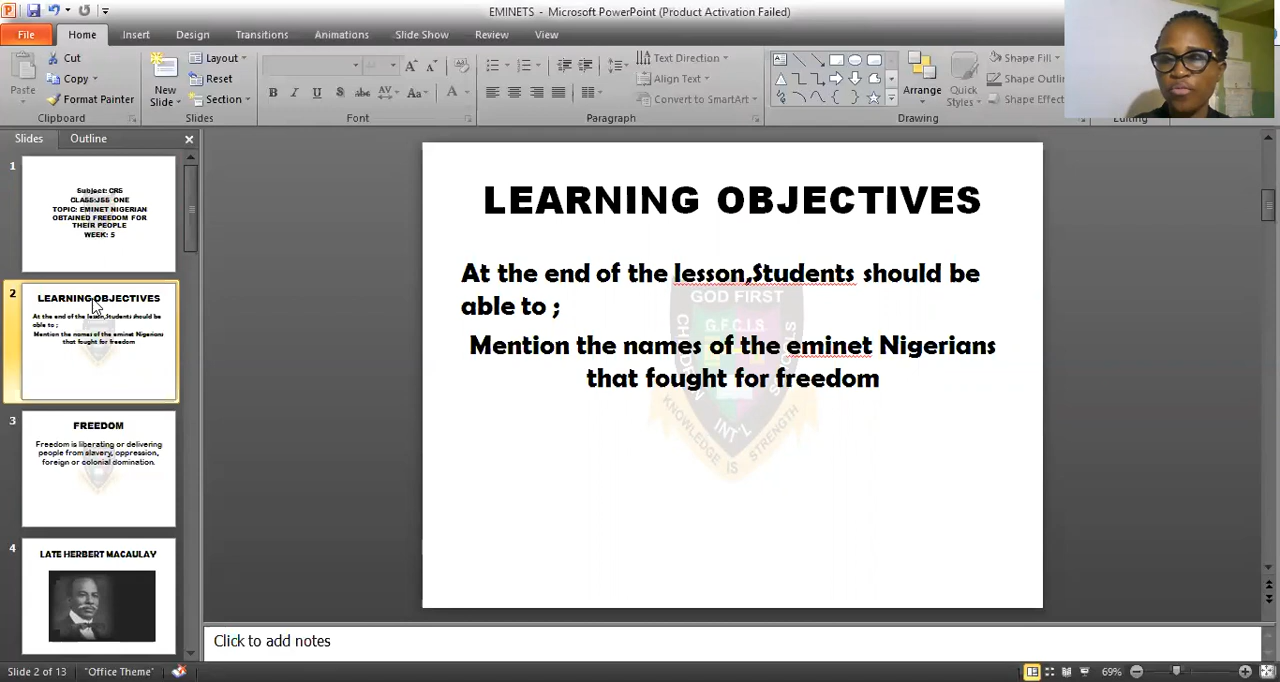 EMINETS - Microsoft PowerPoint (Product Activation Failed)
File Home Insert Design Transitions Animations Slide Show Review View
Cut
Copy
Format Painter
Paste
Clipboard
New
Slide
Layout
Reset
Section
Slides
Font
Text Direction
Align Text
Convert to SmartArt
Paragraph
Arrange
Quick
Styles
Shape Fill
Shape Outli
Shape Effec
Drawing
Editing
Slides Outline
1
Subject: CRS
CLASS:JSS ONE
TOPIC: EMINET NIGERIAN
OBTAINED FREEDOM FOR
THEIR PEOPLE
WEEK: 5
2
LEARNING OBJECTIVES
At the end of the lesson,Students should be
able to ;
Mention the names of the eminet Nigerians
that fought for freedom
3
FREEDOM
Freedom is liberating or delivering
people from slavery, oppression,
foreign or colonial domination.
4
LATE HERBERT MACAULAY
LEARNING OBJECTIVES
At the end of the lesson,Students should be
able to ;
Mention the names of the eminet Nigerians
that fought for freedom
GOD FIRST
G.F.C.I.S.
INT'L
KNOWLEDGE IS STRENGTH
Click to add notes
Slide 2 of 13
"Office Theme"
69%